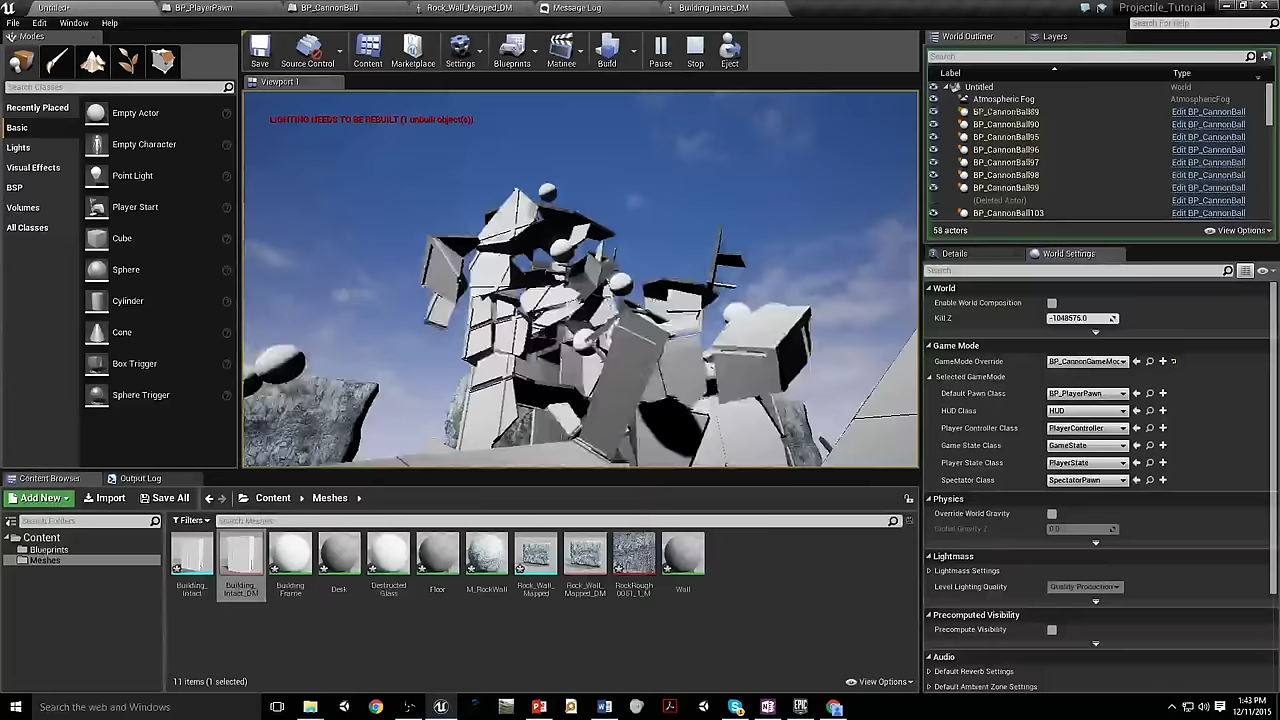 Untitled*
BP_PlayerPawn
BP_CannonBall
Rock_Wall_Mapped_DM
Message Log
Building_Intact_DM
Projectile_Tutorial
File
Edit
Window
Help
Search For Help
Modes
Save
Source Control
Content
Marketplace
Settings
Blueprints
Matinee
Build
Pause
Stop
Eject
World Outliner
Layers
Search
Label
Type
Search Classes
Viewport 1
Recently Placed
Basic
Lights
Visual Effects
BSP
Volumes
All Classes
Empty Actor
Empty Character
Point Light
Player Start
Cube
Sphere
Cylinder
Cone
Box Trigger
Sphere Trigger
LIGHTING NEEDS TO BE REBUILT (1 unbuilt object(s))
Untitled World
Atmospheric Fog AtmosphericFog
BP_CannonBall89 Edit BP_CannonBall
BP_CannonBall90 Edit BP_CannonBall
BP_CannonBall95 Edit BP_CannonBall
BP_CannonBall96 Edit BP_CannonBall
BP_CannonBall97 Edit BP_CannonBall
BP_CannonBall98 Edit BP_CannonBall
BP_CannonBall99 Edit BP_CannonBall
(Deleted Actor) Edit BP_CannonBall
BP_CannonBall103 Edit BP_CannonBall
58 actors
View Options
Details
World Settings
Search
World
Enable World Composition
Kill Z -1048575.0
Game Mode
GameMode Override BP_CannonGameMod
Selected GameMode
Default Pawn Class BP_PlayerPawn
HUD Class HUD
Player Controller Class PlayerController
Game State Class GameState
Player State Class PlayerState
Spectator Class SpectatorPawn
Physics
Override World Gravity
Global Gravity Z 0.0
Lightmass
Lightmass Settings
Level Lighting Quality Quality Production
Precomputed Visibility
Precompute Visibility
Audio
Default Reverb Settings
Default Ambient Zone Settings
Content Browser
Output Log
Add New
Import
Save All
Content
Meshes
Search Folders
Filters
Search Meshes
Content
Blueprints
Meshes
Building_
Intact
Building_
Intact_DM
Building
Frame
Desk
Destructed
Glass
Floor
M_RockWall
Rock_Wall_
Mapped
Rock_Wall_
Mapped_DM
RockRough
0051_1_M
Wall
11 items (1 selected)
View Options
Search the web and Windows
1:43 PM
12/11/2015